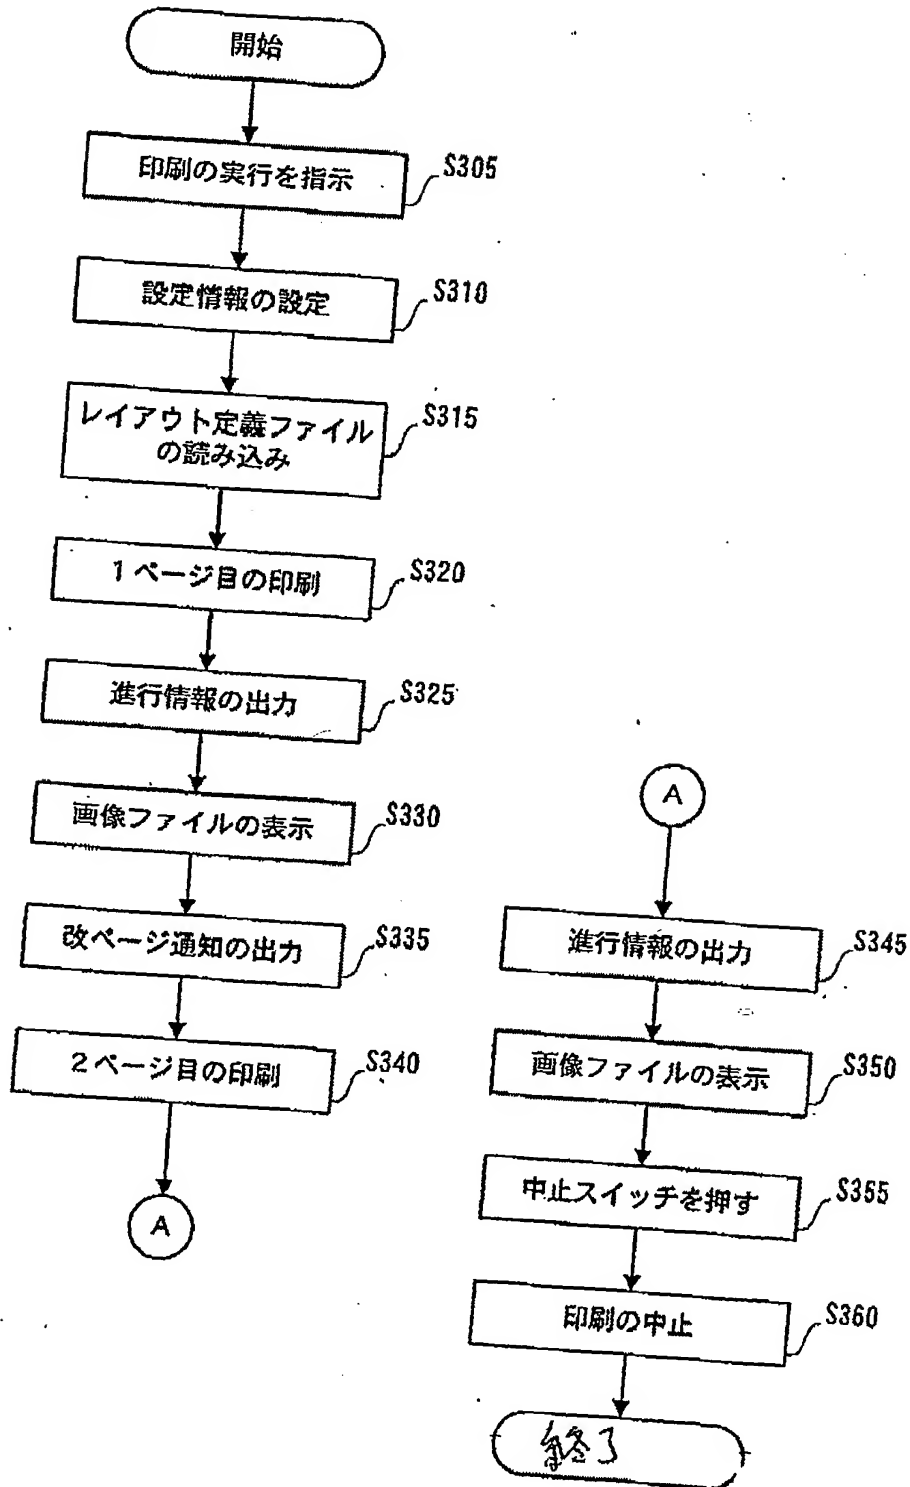 開始
印刷の実行を指示
S305
設定情報の設定
S310
レイアウト定義ファイル
の読み込み
S315
1ページ目の印刷
S320
進行情報の出力
S325
画像ファイルの表示
S330
改ページ通知の出力
S335
2ページ目の印刷
S340
A
A
進行情報の出力
S345
画像ファイルの表示
S350
中止スイッチを押す
S355
印刷の中止
S360
終了